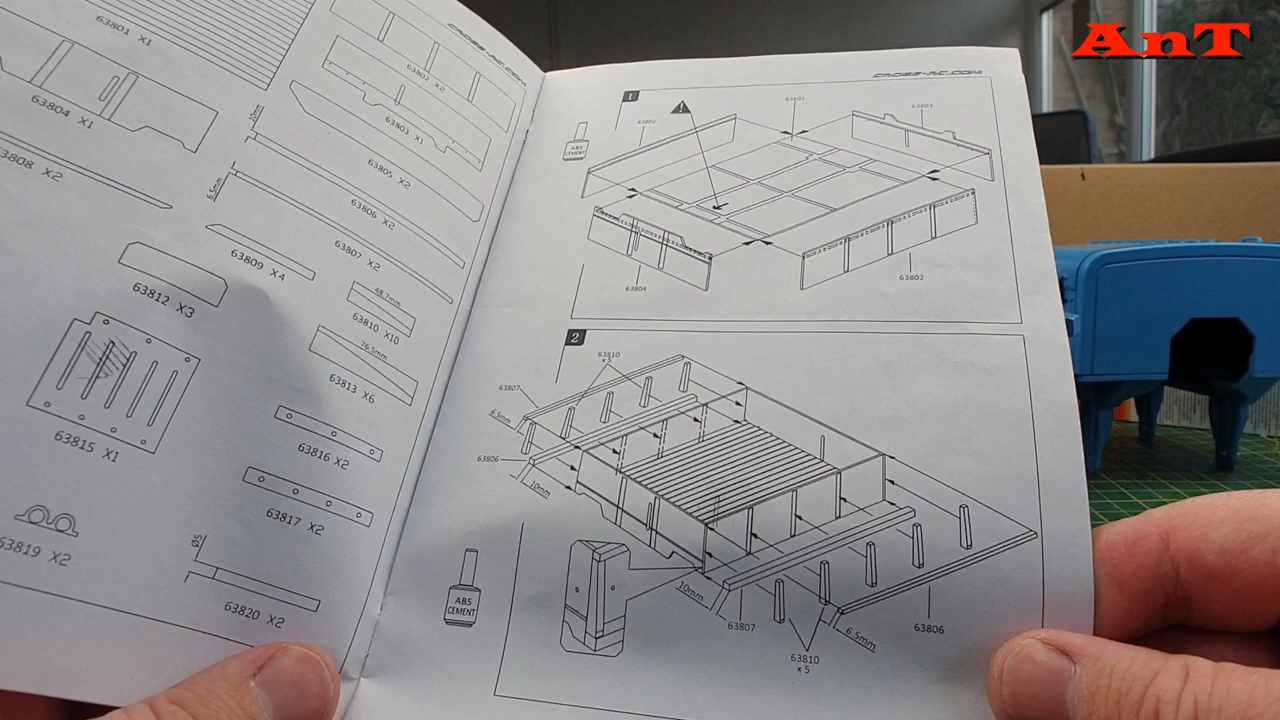 AnT
63801 X1
63804 X1
63808 X2
63812 X3
63815 X1
63819 X2
CROSS-RC.COM
63802 X2
63803 X1
63805 X2
10mm
63806 X2
6.5mm
63807 X2
63809 X4
48.7mm
63810 X10
76.5mm
63813 X6
63816 X2
63817 X2
63820 X2
CROSS-RC.COM
1
ABS
CEMENT
63802
!
63801
63803
63804
63802
2
63810
x 5
63807
6.5mm
63806
10mm
ABS
CEMENT
10mm
63807
63810
x 5
6.5mm
63806